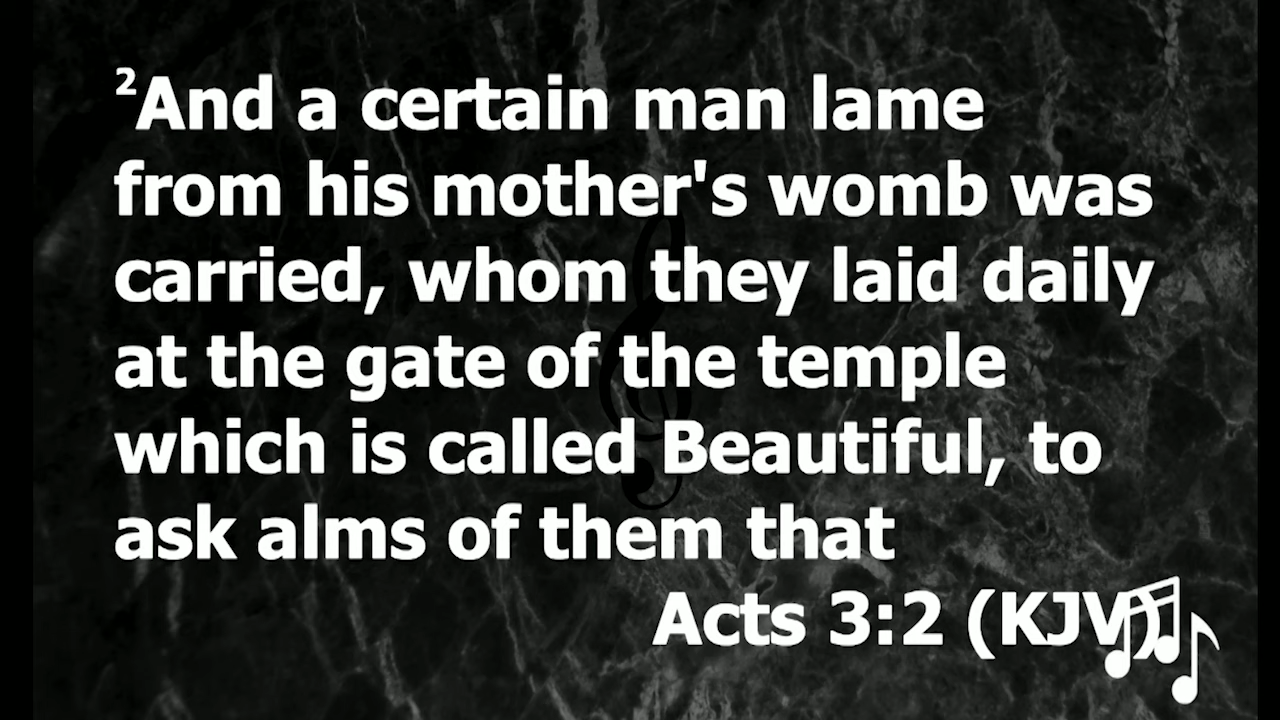 2And a certain man lame
from his mother's womb was
carried, whom they laid daily
at the gate of the temple
which is called Beautiful, to
ask alms of them that
Acts 3:2 (KJV)